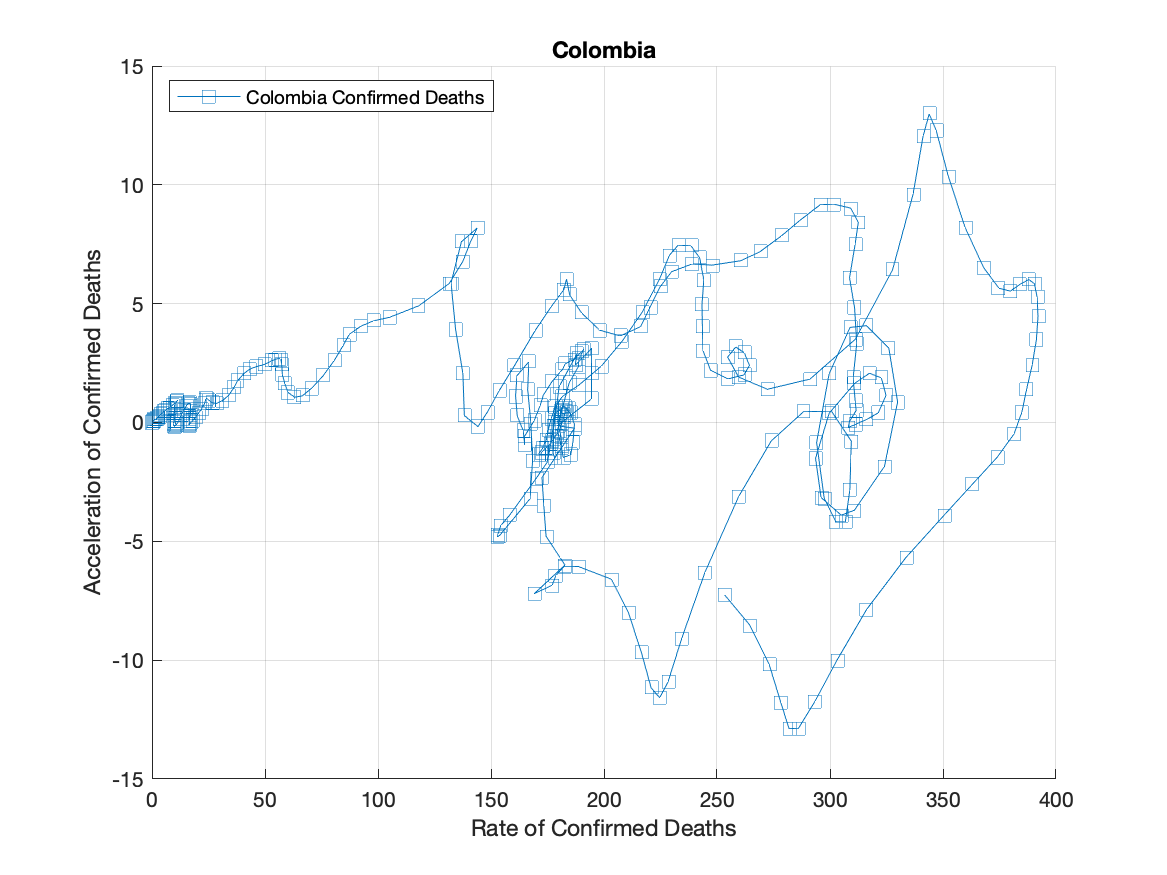 Colombia
Colombia Confirmed Deaths
15
10
5
0
-5
-10
-15
Acceleration of Confirmed Deaths
0 50 100 150 200 250 300 350 400
Rate of Confirmed Deaths